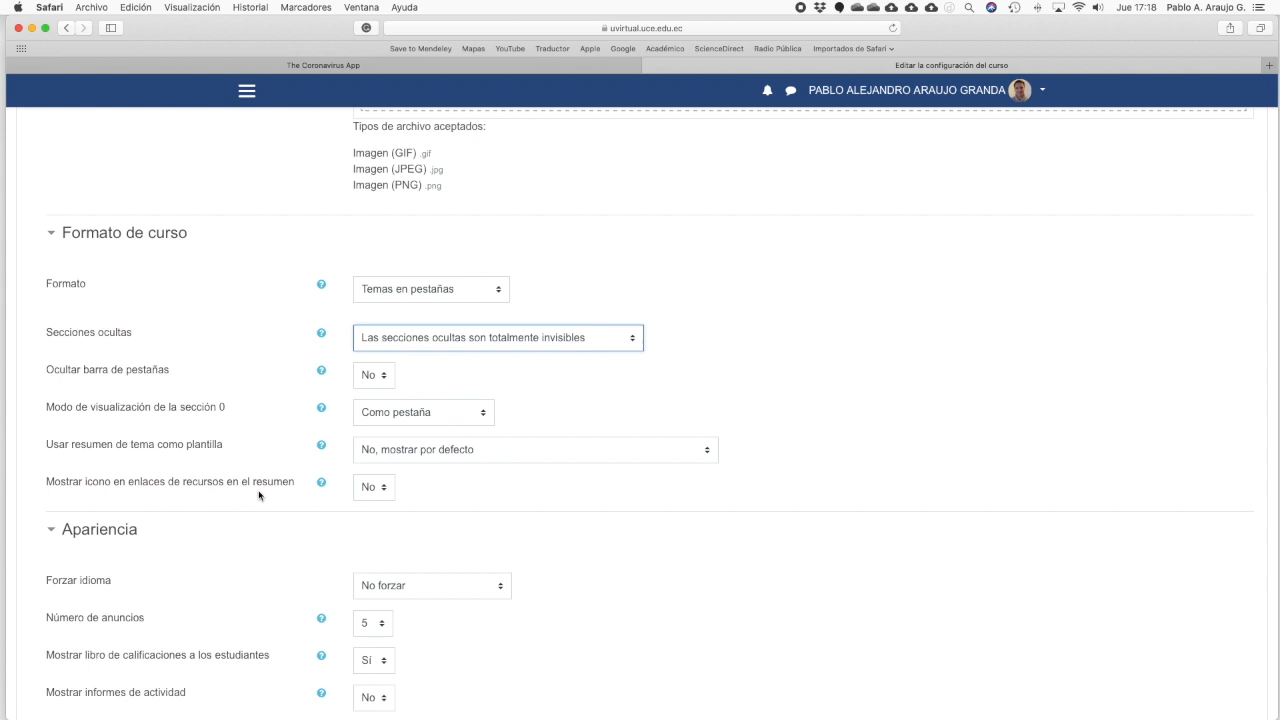 Safari Archivo Edición Visualización Historial Marcadores Ventana Ayuda Jue 17:18 Pablo A. Araujo G.
uvirtual.uce.edu.ec
Save to Mendeley Mapas YouTube Traductor Apple Google Académico ScienceDirect Radio Pública Importados de Safari
The Coronavirus App Editar la configuración del curso
PABLO ALEJANDRO ARAUJO GRANDA
Tipos de archivo aceptados:
Imagen (GIF) .gif
Imagen (JPEG) .jpg
Imagen (PNG) .png
Formato de curso
Formato ? Temas en pestañas
Secciones ocultas ? Las secciones ocultas son totalmente invisibles
Ocultar barra de pestañas ? No
Modo de visualización de la sección 0 ? Como pestaña
Usar resumen de tema como plantilla ? No, mostrar por defecto
Mostrar icono en enlaces de recursos en el resumen ? No
Apariencia
Forzar idioma No forzar
Número de anuncios ? 5
Mostrar libro de calificaciones a los estudiantes ? Sí
Mostrar informes de actividad ? No